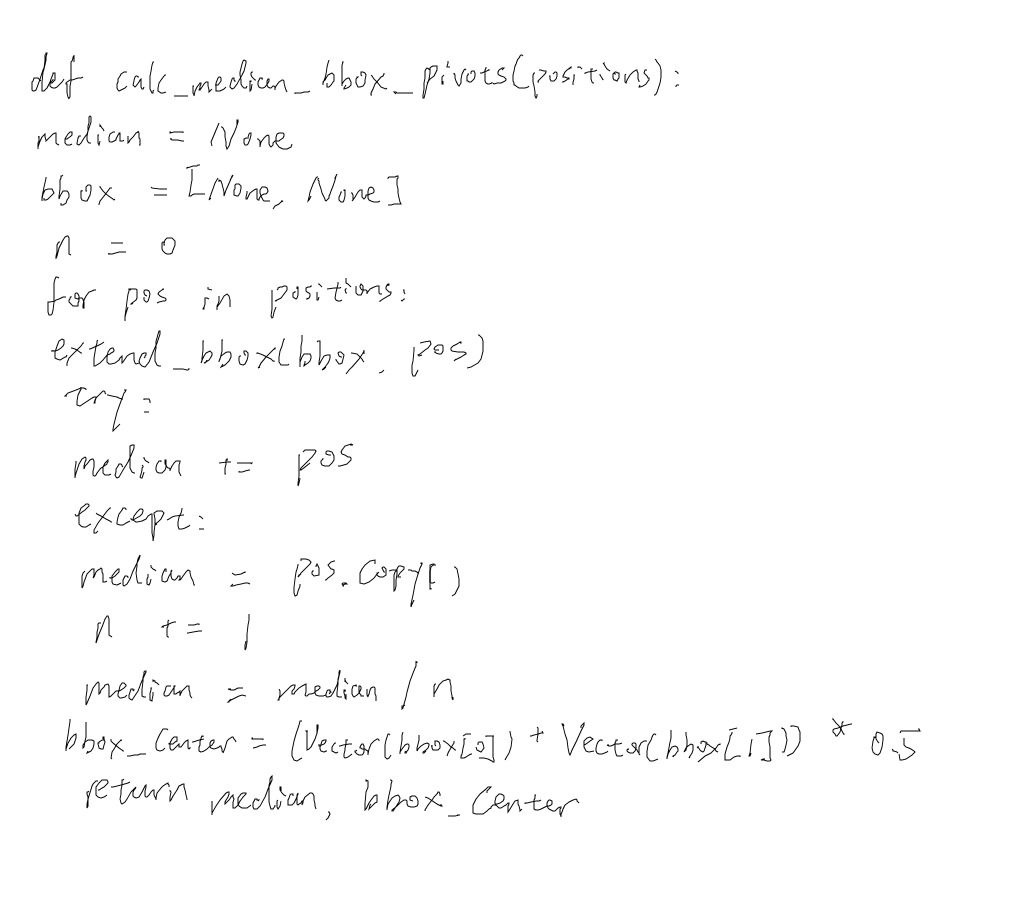 def calc_median_bbox_pivots(positions):
median = None
bbox = [None, None]
n = 0
for pos in positions:
extend_bbox(bbox, pos)
try:
median += pos
except:
median = pos.copy()
n += 1
median = median / n
bbox_center = (Vector(bbox[0]) + Vector(bbox[1])) * 0.5
return median, bbox_center